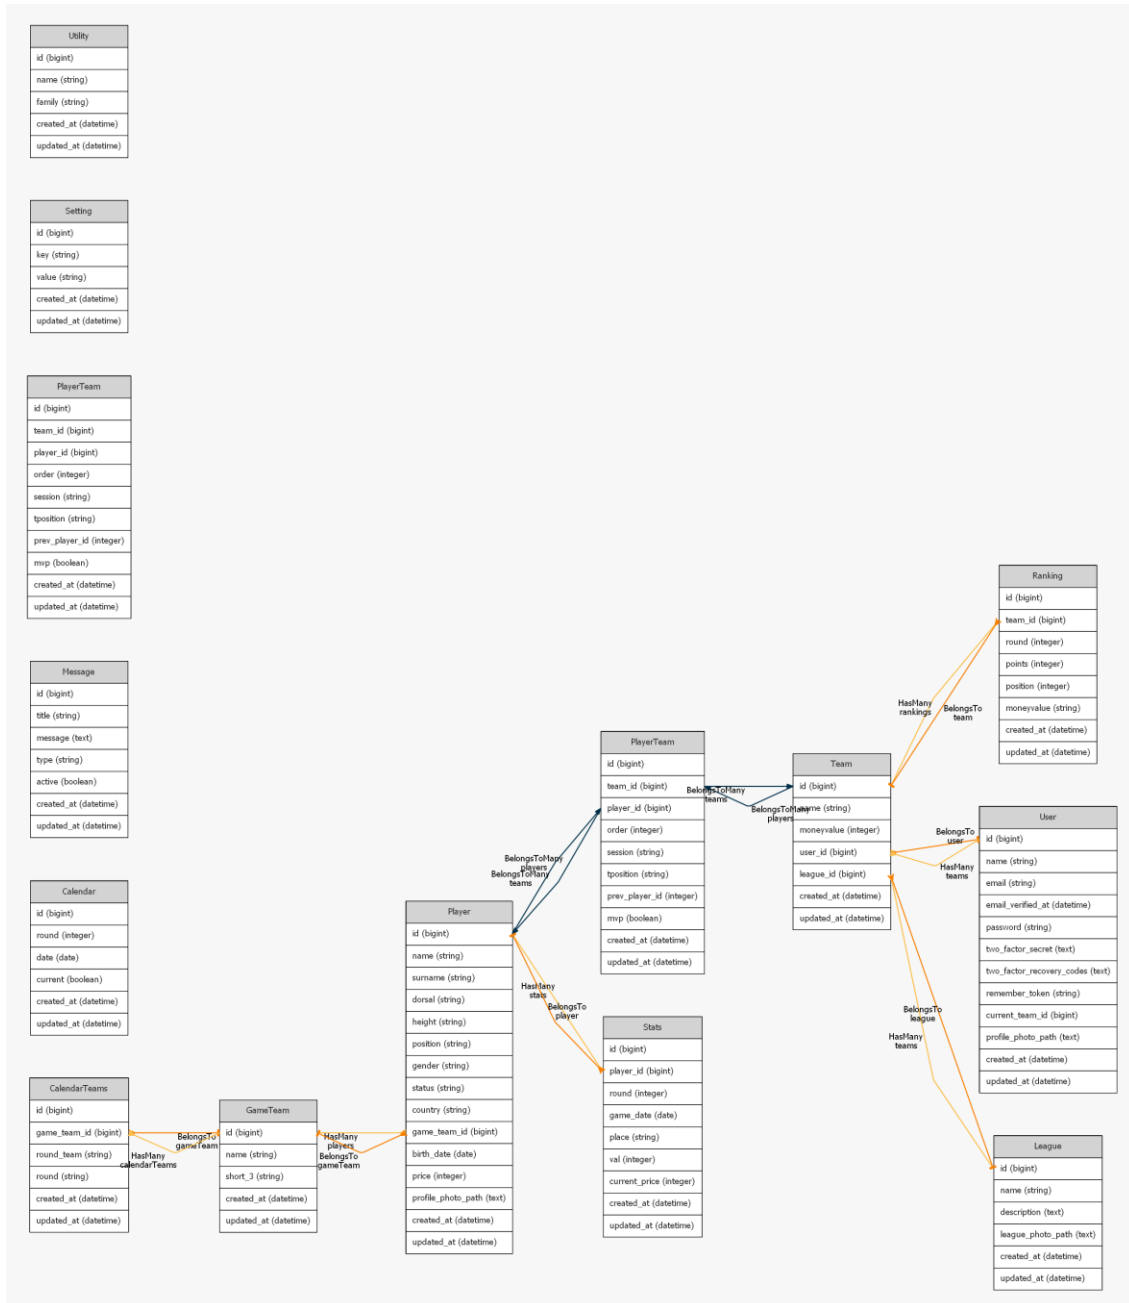 Utility
id (bigint)
name (string)
family (string)
created_at (datetime)
updated_at (datetime)
Setting
id (bigint)
key (string)
value (string)
created_at (datetime)
updated_at (datetime)
PlayerTeam
id (bigint)
team_id (bigint)
player_id (bigint)
order (integer)
session (string)
tposition (string)
prev_player_id (integer)
mvp (boolean)
created_at (datetime)
updated_at (datetime)
Message
id (bigint)
title (string)
message (text)
type (string)
active (boolean)
created_at (datetime)
updated_at (datetime)
Calendar
id (bigint)
round (integer)
date (date)
current (boolean)
created_at (datetime)
updated_at (datetime)
CalendarTeams
id (bigint)
game_team_id (bigint)
round_team (string)
round (string)
created_at (datetime)
updated_at (datetime)
BelongsTo
gameTeam
HasMany
calendarTeams
GameTeam
id (bigint)
name (string)
short_3 (string)
created_at (datetime)
updated_at (datetime)
HasMany
players
BelongsTo
gameTeam
Player
id (bigint)
name (string)
surname (string)
dorsal (string)
height (string)
position (string)
gender (string)
status (string)
country (string)
game_team_id (bigint)
birth_date (date)
price (integer)
profile_photo_path (text)
created_at (datetime)
updated_at (datetime)
BelongsToMany
players
BelongsToMany
teams
HasMany
stats
BelongsTo
player
PlayerTeam
id (bigint)
team_id (bigint)
player_id (bigint)
order (integer)
session (string)
tposition (string)
prev_player_id (integer)
mvp (boolean)
created_at (datetime)
updated_at (datetime)
Stats
id (bigint)
player_id (bigint)
round (integer)
game_date (date)
place (string)
val (integer)
current_price (integer)
created_at (datetime)
updated_at (datetime)
BelongsToMany
teams
BelongsToMany
players
Team
id (bigint)
name (string)
moneyvalue (integer)
user_id (bigint)
league_id (bigint)
created_at (datetime)
updated_at (datetime)
HasMany
rankings
BelongsTo
team
BelongsTo
user
HasMany
teams
BelongsTo
league
HasMany
teams
Ranking
id (bigint)
team_id (bigint)
round (integer)
points (integer)
position (integer)
moneyvalue (string)
created_at (datetime)
updated_at (datetime)
User
id (bigint)
name (string)
email (string)
email_verified_at (datetime)
password (string)
two_factor_secret (text)
two_factor_recovery_codes (text)
remember_token (string)
current_team_id (bigint)
profile_photo_path (text)
created_at (datetime)
updated_at (datetime)
League
id (bigint)
name (string)
description (text)
league_photo_path (text)
created_at (datetime)
updated_at (datetime)